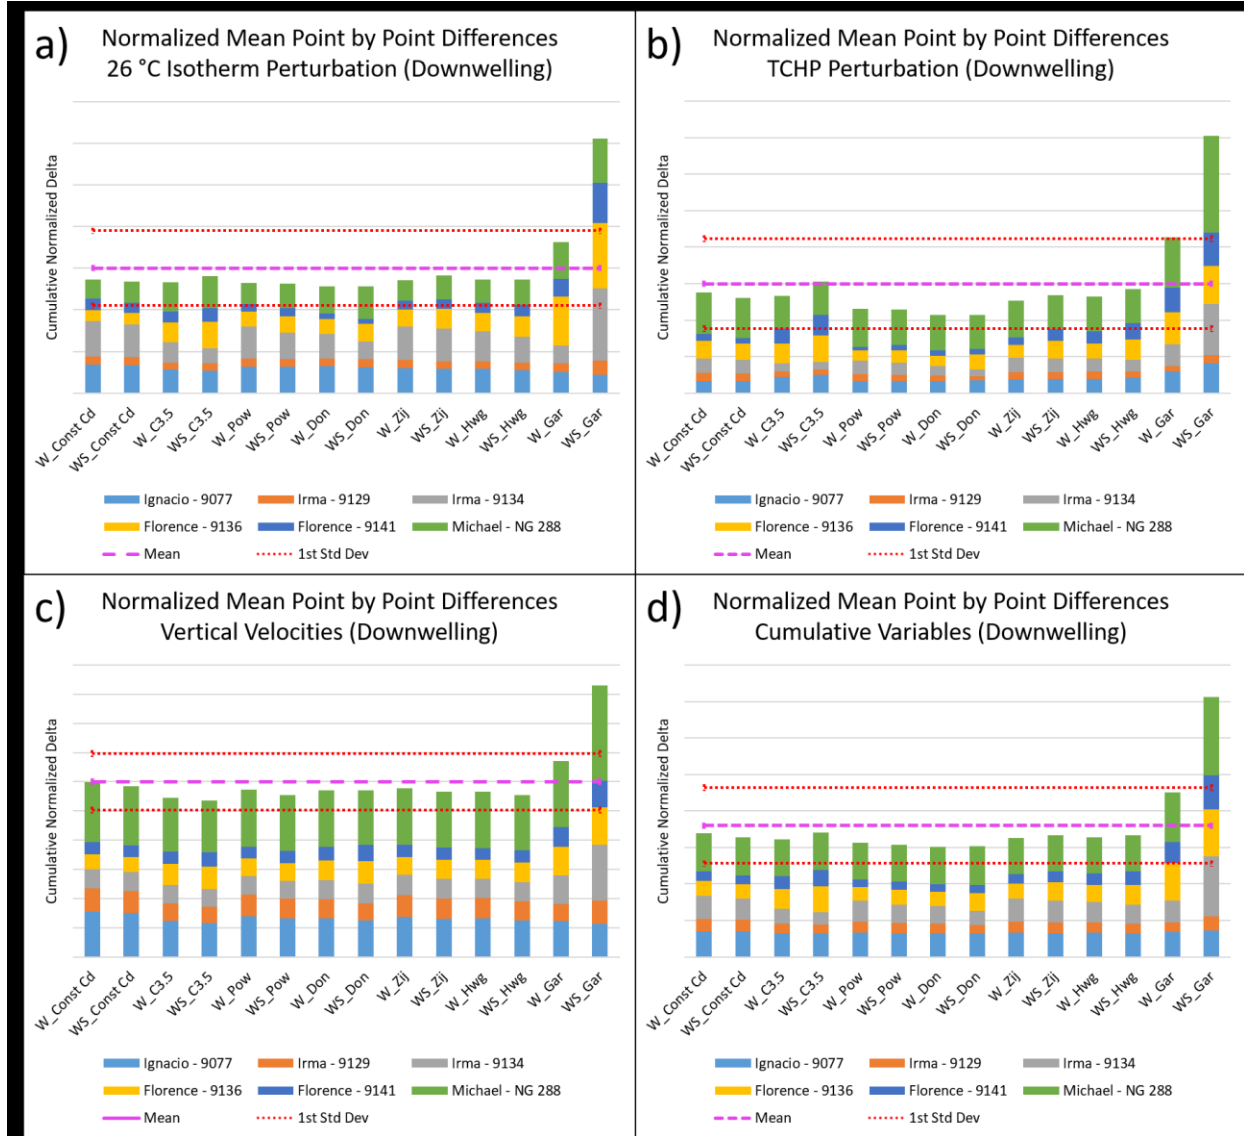 a) Normalized Mean Point by Point Differences
26 °C Isotherm Perturbation (Downwelling)
Cumulative Normalized Delta
W_Const Cd WS_Const Cd W_C3.5 WS_C3.5 W_Pow WS_Pow W_Don WS_Don W_Zij WS_Zij W_Hwg WS_Hwg W_Gar WS_Gar
Ignacio - 9077 Irma - 9129 Irma - 9134
Florence - 9136 Florence - 9141 Michael - NG 288
Mean 1st Std Dev
b) Normalized Mean Point by Point Differences
TCHP Perturbation (Downwelling)
Cumulative Normalized Delta
W_Const Cd WS_Const Cd W_C3.5 WS_C3.5 W_Pow WS_Pow W_Don WS_Don W_Zij WS_Zij W_Hwg WS_Hwg W_Gar WS_Gar
Ignacio - 9077 Irma - 9129 Irma - 9134
Florence - 9136 Florence - 9141 Michael - NG 288
Mean 1st Std Dev
c) Normalized Mean Point by Point Differences
Vertical Velocities (Downwelling)
Cumulative Normalized Delta
W_Const Cd WS_Const Cd W_C3.5 WS_C3.5 W_Pow WS_Pow W_Don WS_Don W_Zij WS_Zij W_Hwg WS_Hwg W_Gar WS_Gar
Ignacio - 9077 Irma - 9129 Irma - 9134
Florence - 9136 Florence - 9141 Michael - NG 288
Mean 1st Std Dev
d) Normalized Mean Point by Point Differences
Cumulative Variables (Downwelling)
Cumulative Normalized Delta
W_Const Cd WS_Const Cd W_C3.5 WS_C3.5 W_Pow WS_Pow W_Don WS_Don W_Zij WS_Zij W_Hwg WS_Hwg W_Gar WS_Gar
Ignacio - 9077 Irma - 9129 Irma - 9134
Florence - 9136 Florence - 9141 Michael - NG 288
Mean 1st Std Dev